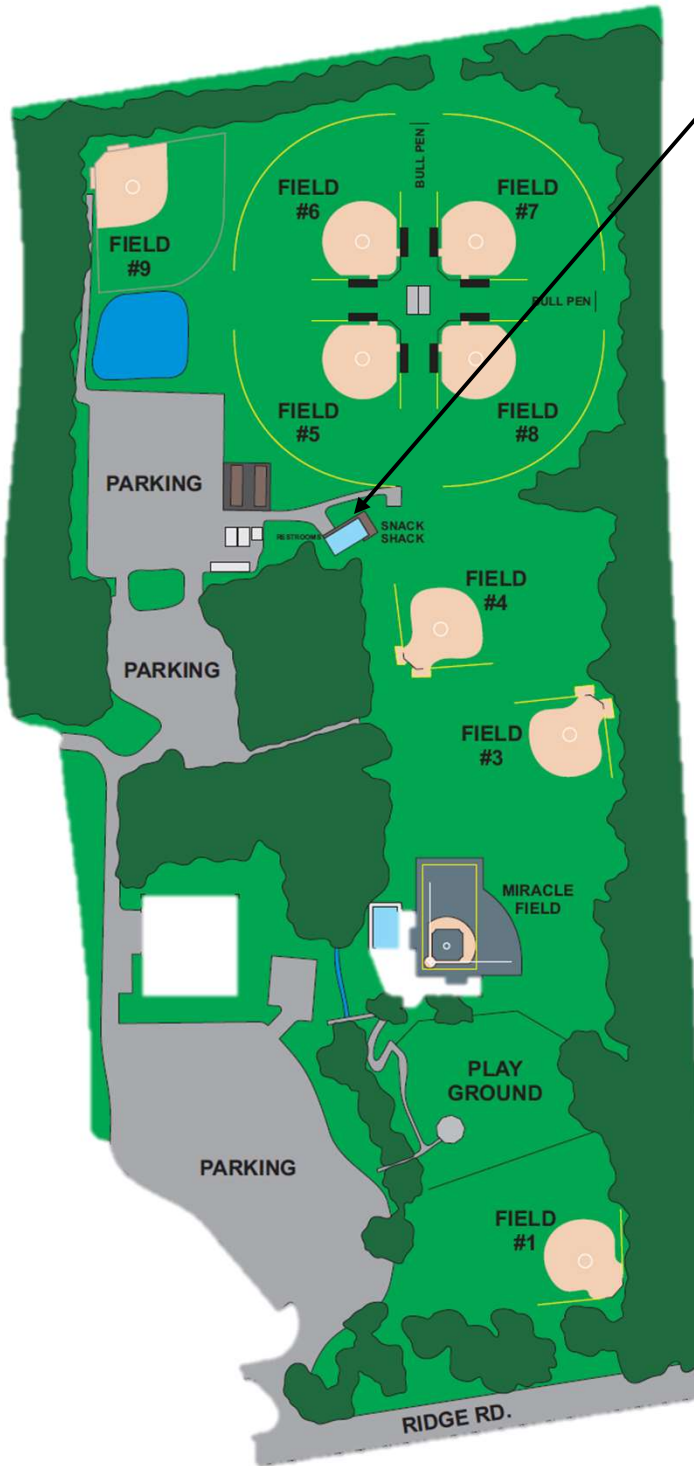 BULL PEN
FIELD
#6
FIELD
#7
FIELD
#9
BULL PEN
FIELD
#5
FIELD
#8
PARKING
RESTROOMS
SNACK
SHACK
FIELD
#4
PARKING
FIELD
#3
MIRACLE
FIELD
PLAY
GROUND
PARKING
FIELD
#1
RIDGE RD.